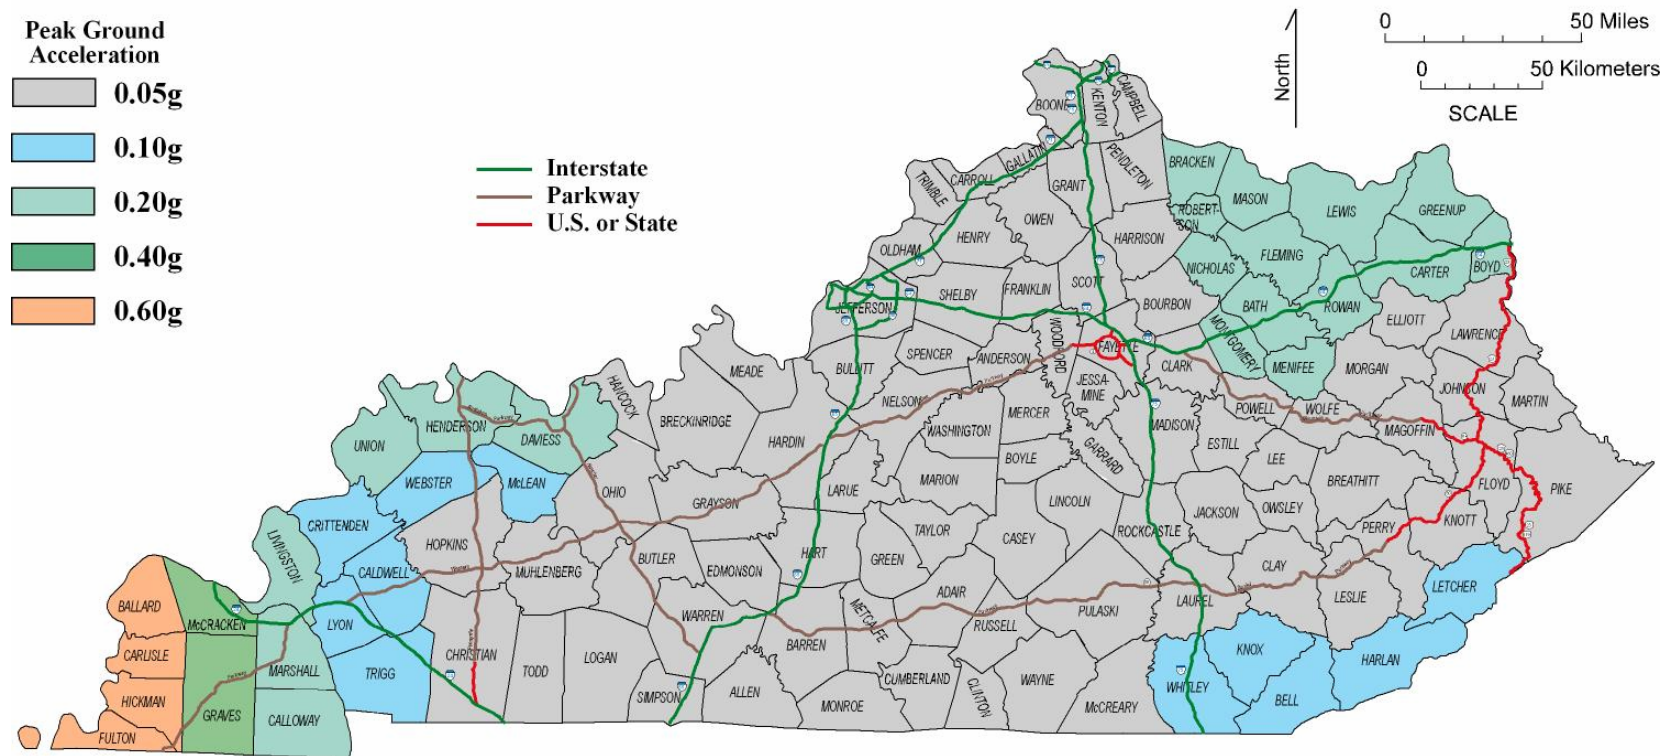 Peak Ground
Acceleration
0.05g
0.10g
0.20g
0.40g
0.60g
Interstate
Parkway
U.S. or State
North
0 50 Miles
0 50 Kilometers
SCALE
BOONE
KENTON
CAMPBELL
GALLATIN
PENDLETON
BRACKEN
TRIMBLE
CARROLL
GRANT
MASON
ROBERT-
SON
LEWIS
GREENUP
OWEN
HENRY
HARRISON
OLDHAM
FLEMING
NICHOLAS
CARTER
BOYD
SCOTT
SHELBY
FRANKLIN
BOURBON
BATH
ROWAN
JEFFERSON
ELLIOTT
LAWRENCE
WOODFORD
FAYETTE
MONTGOMERY
SPENCER
ANDERSON
CLARK
MENIFEE
MORGAN
BULLITT
MEADE
HANCOCK
JESSA-
MINE
JOHNSON
MARTIN
NELSON
MERCER
POWELL
WOLFE
BRECKINRIDGE
HENDERSON
DAVIESS
UNION
HARDIN
WASHINGTON
MADISON
MAGOFFIN
ESTILL
GARRARD
BOYLE
LEE
WEBSTER
McLEAN
OHIO
LARUE
MARION
BREATHITT
FLOYD
PIKE
GRAYSON
LINCOLN
OWSLEY
JACKSON
CRITTENDEN
KNOTT
PERRY
TAYLOR
ROCKCASTLE
CASEY
LIVINGSTON
HOPKINS
BUTLER
HART
GREEN
CALDWELL
MUHLENBERG
EDMONSON
CLAY
LETCHER
ADAIR
LESLIE
LAUREL
BALLARD
PULASKI
WARREN
METCALFE
McCRACKEN
LYON
RUSSELL
BARREN
KNOX
CARLISLE
CHRISTIAN
LOGAN
HARLAN
MARSHALL
TRIGG
TODD
CUMBERLAND
WAYNE
WHITLEY
ALLEN
CLINTON
SIMPSON
BELL
HICKMAN
MONROE
McCREARY
GRAVES
CALLOWAY
FULTON